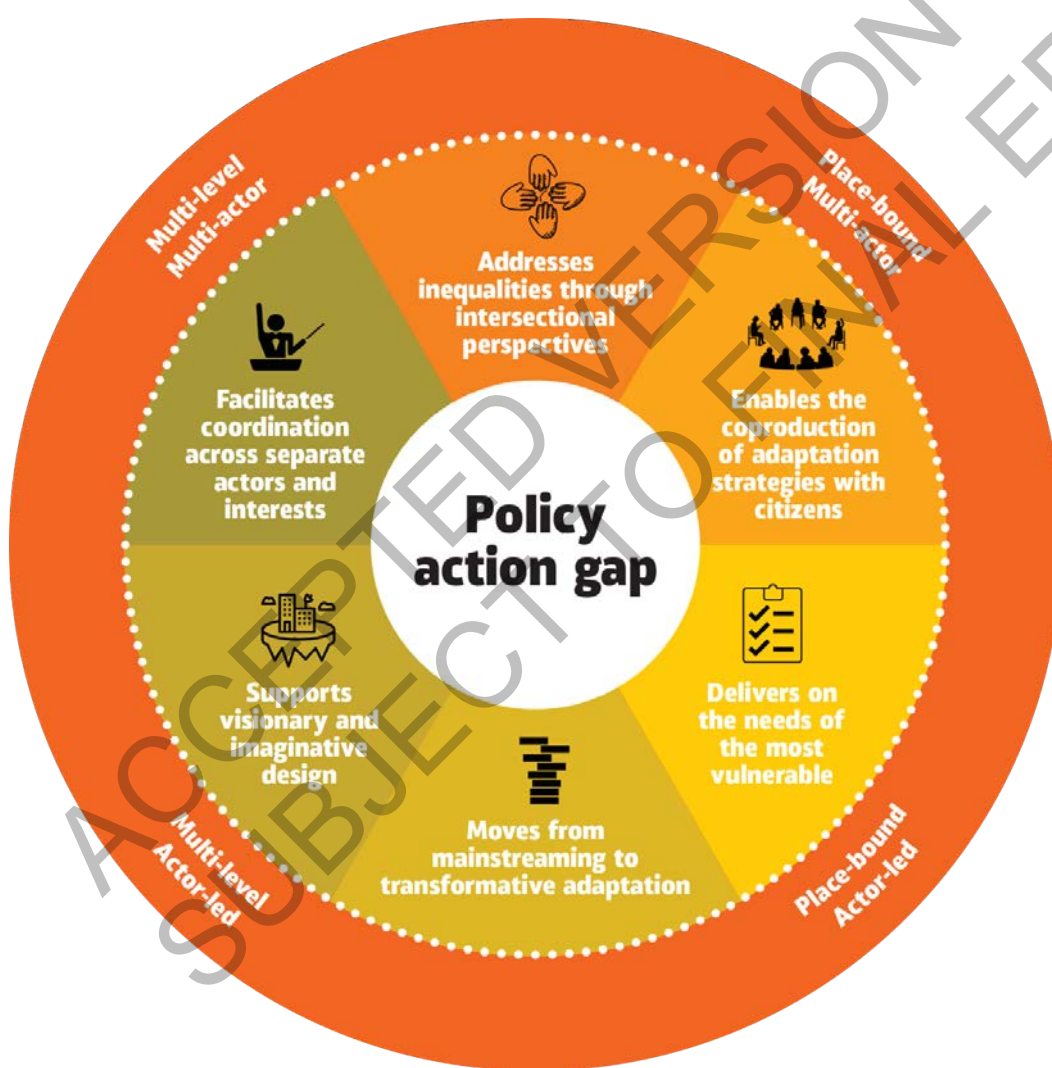 Multi-level
Multi-actor
Place-bound
Multi-actor
Addresses
inequalities through
intersectional
perspectives
Enables the
coproduction
of adaptation
strategies with
citizens
Facilitates
coordination
across separate
actors and
interests
Policy
action gap
Delivers on
the needs of
the most
vulnerable
Supports
visionary and
imaginative
design
Moves from
mainstreaming to
transformative adaptation
Multi-level
Actor-led
Place-bound
Actor-led
ACCEPTED VERSION
SUBJECT TO FINAL